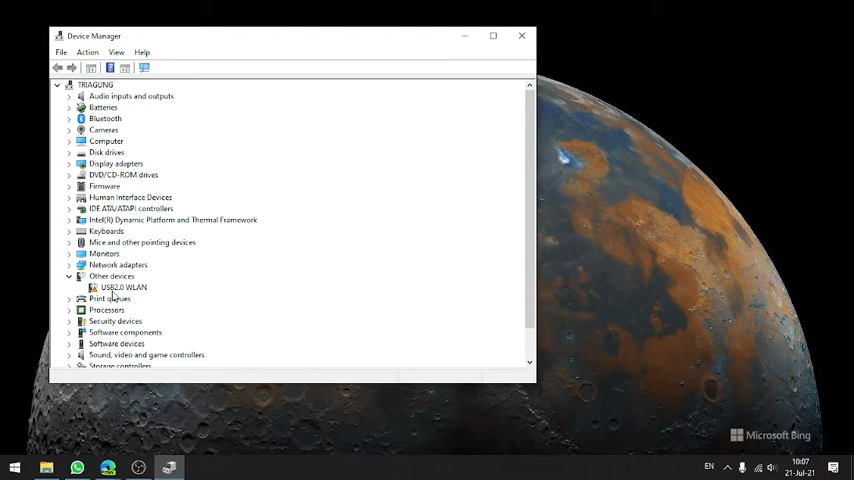 Device Manager
File Action View Help
TRIAGUNG
Audio inputs and outputs
Batteries
Bluetooth
Cameras
Computer
Disk drives
Display adapters
DVD/CD-ROM drives
Firmware
Human Interface Devices
IDE ATA/ATAPI controllers
Intel(R) Dynamic Platform and Thermal Framework
Keyboards
Mice and other pointing devices
Monitors
Network adapters
Other devices
USB2.0 WLAN
Print queues
Processors
Security devices
Software components
Software devices
Sound, video and game controllers
Storage controllers
Microsoft Bing
EN
10:07
21-Jul-21